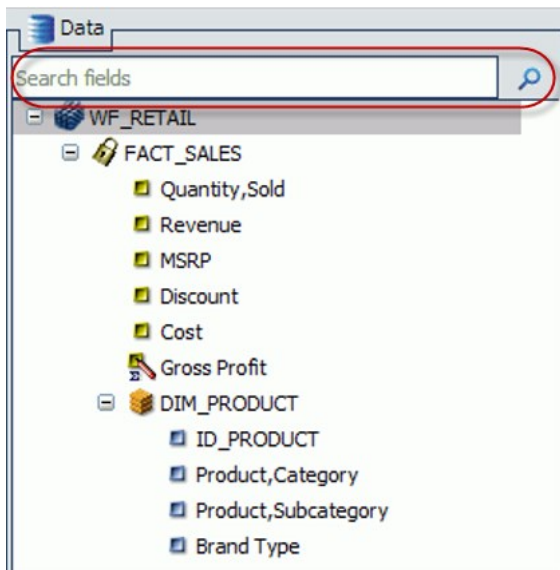 Data
Search fields
WF_RETAIL
FACT_SALES
Quantity,Sold
Revenue
MSRP
Discount
Cost
Gross Profit
DIM_PRODUCT
ID_PRODUCT
Product,Category
Product,Subcategory
Brand Type